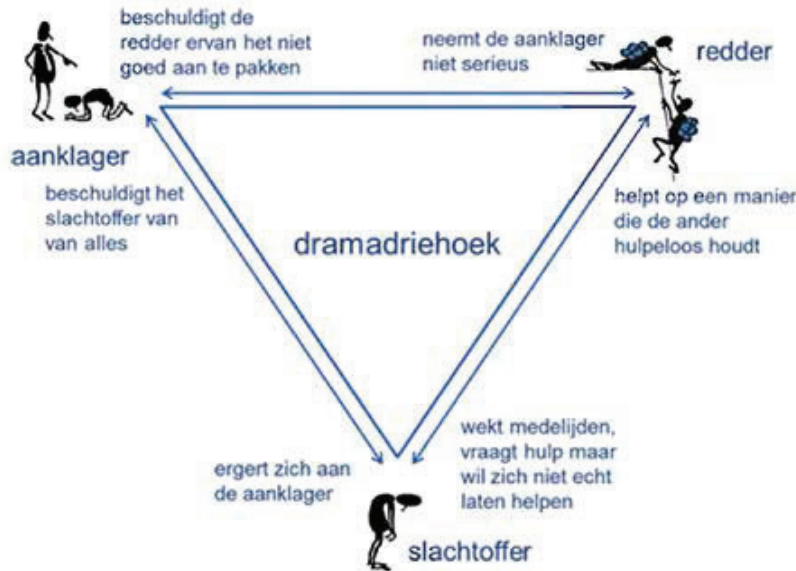 beschuldigt de
redder ervan het niet
goed aan te pakken
neemt de aanklager
niet serieus
redder
aanklager
beschuldigt het
slachtoffer van
van alles
helpt op een manier
die de ander
hulpeloos houdt
dramadriehoek
ergert zich aan
de aanklager
wekt medelijden,
vraagt hulp maar
wil zich niet echt
laten helpen
slachtoffer